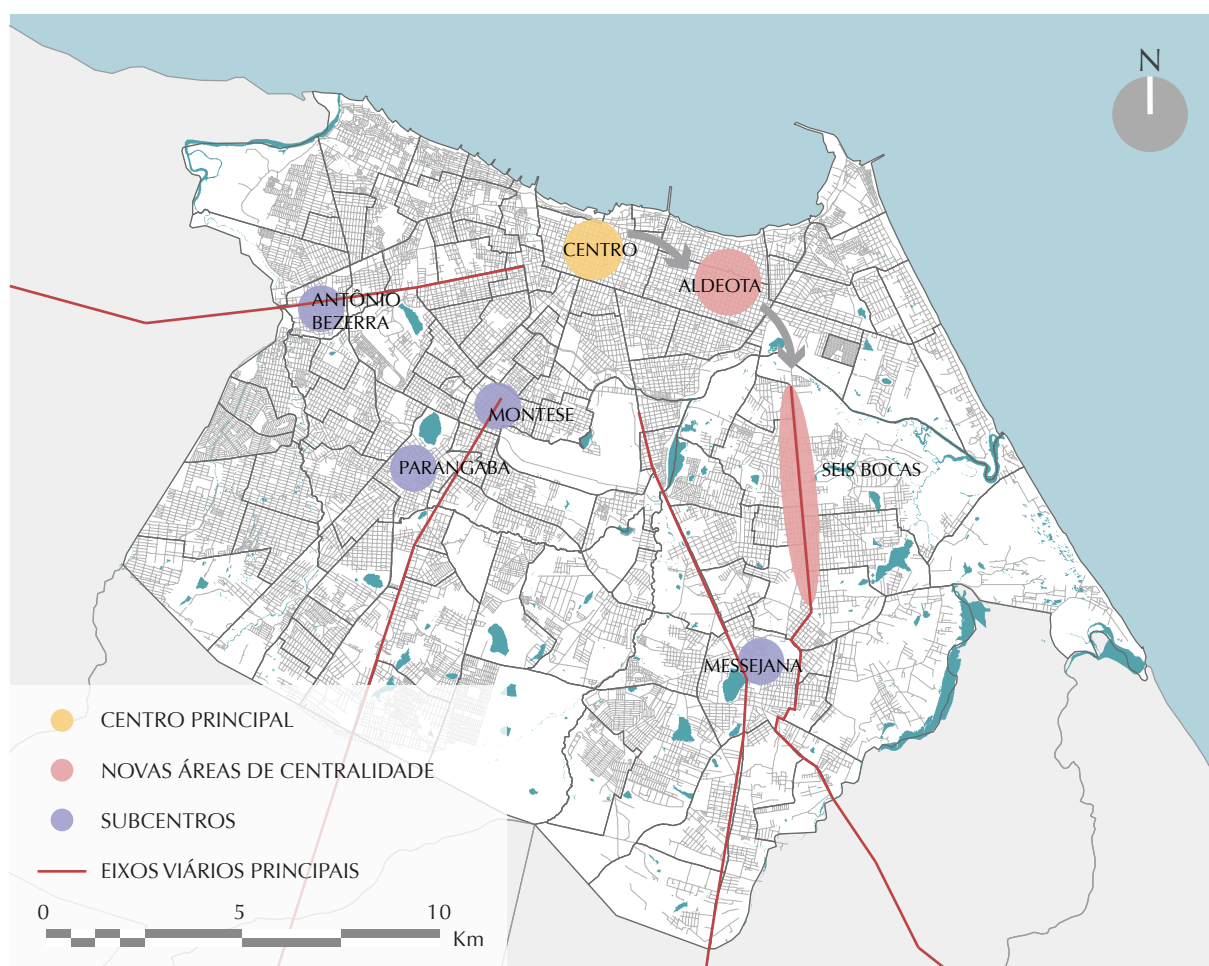 N
CENTRO
ALDEOTA
ANTÔNIO
BEZERRA
MONTESE
PARANGABA
SEIS BOCAS
MESSEJANA
CENTRO PRINCIPAL
NOVAS ÁREAS DE CENTRALIDADE
SUBCENTROS
EIXOS VIÁRIOS PRINCIPAIS
0 5 10
Km